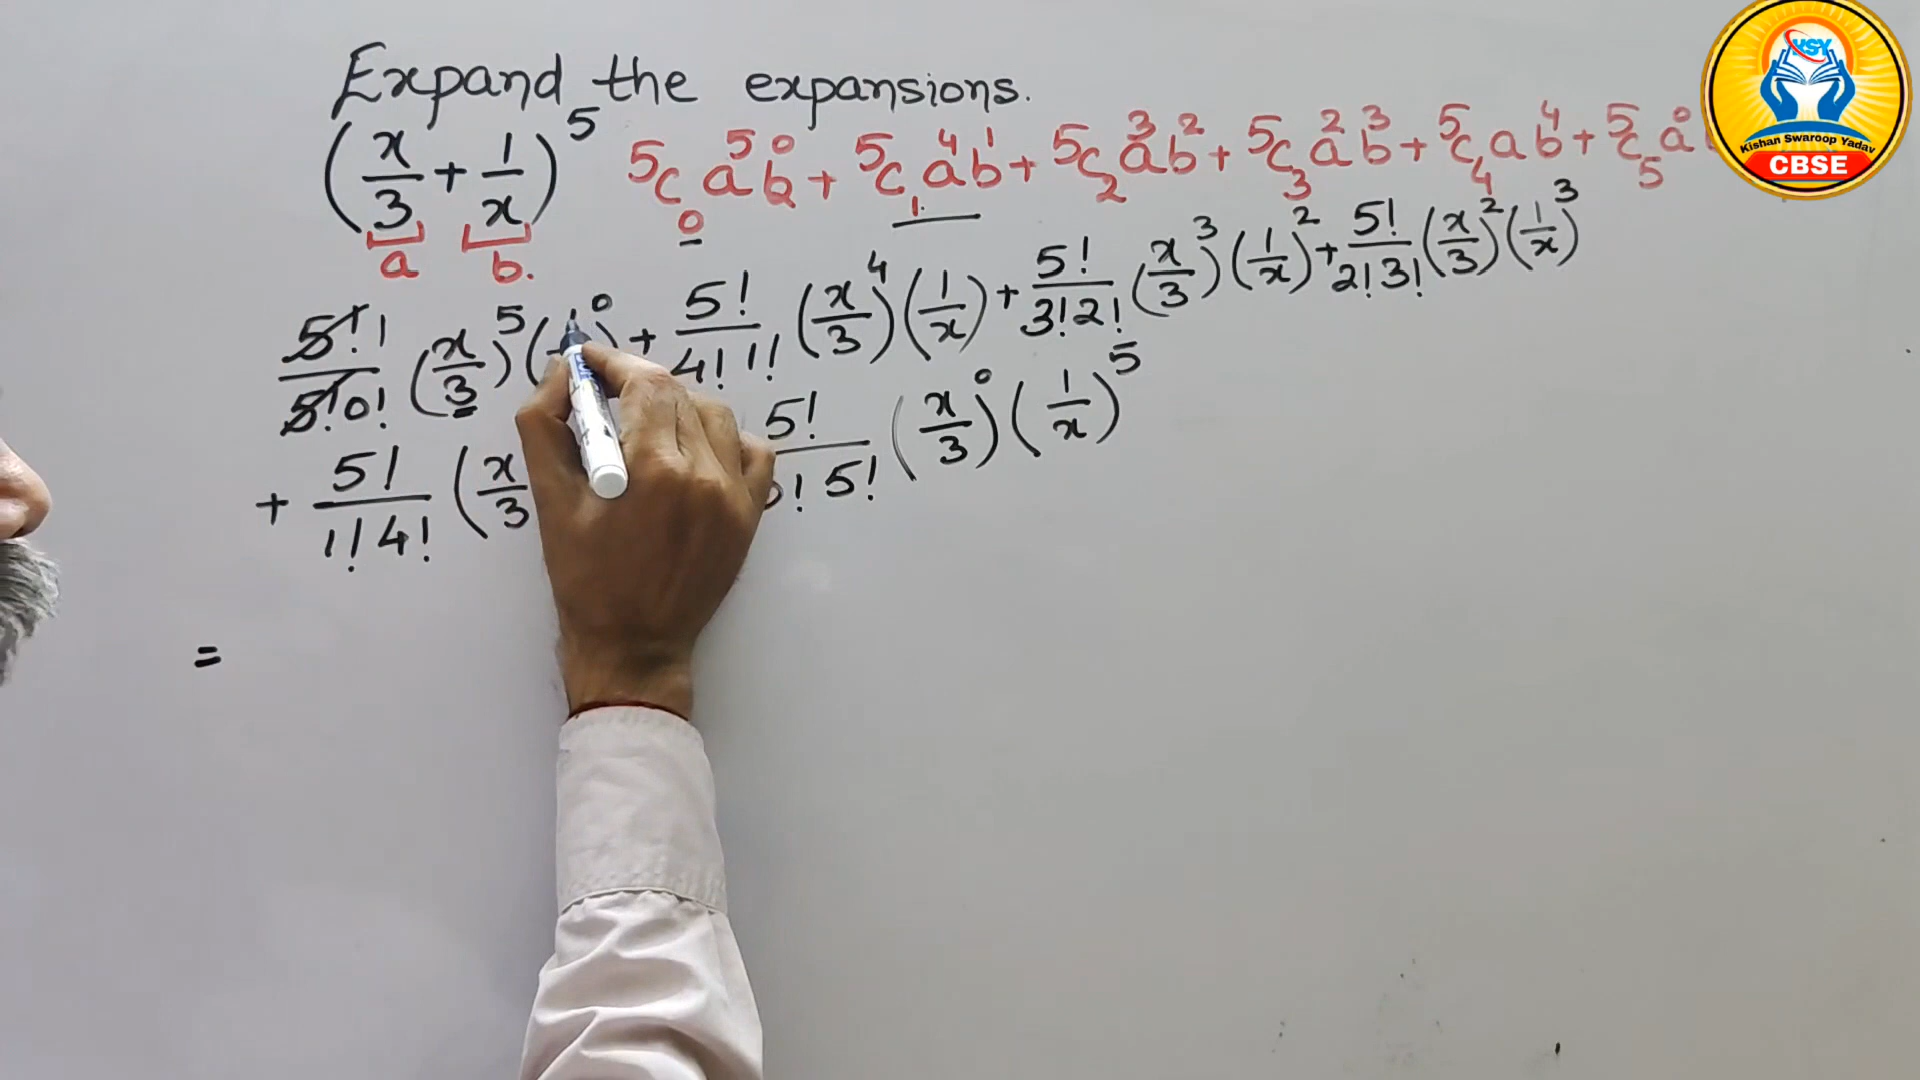 Expand the expansions.
(x/3 + 1/x)^5 5c0 a^5 b^0 + 5c1 a^4 b^1 + 5c2 a^3 b^2 + 5c3 a^2 b^3 + 5c4 a b^4 + 5c5 a^0
a b.
5! 1/5! 0! (x/3)^5 ( )^0 + 5!/4! 1! (x/3)^4 (1/x) + 5!/3! 2! (x/3)^3 (1/x)^2 + 5!/2! 3! (x/3)^2 (1/x)^3
+ 5!/1! 4! (x/3 5!/ ! 5! (x/3)^0 (1/x)^5
=
KSY
Kishan Swaroop Yadav
CBSE